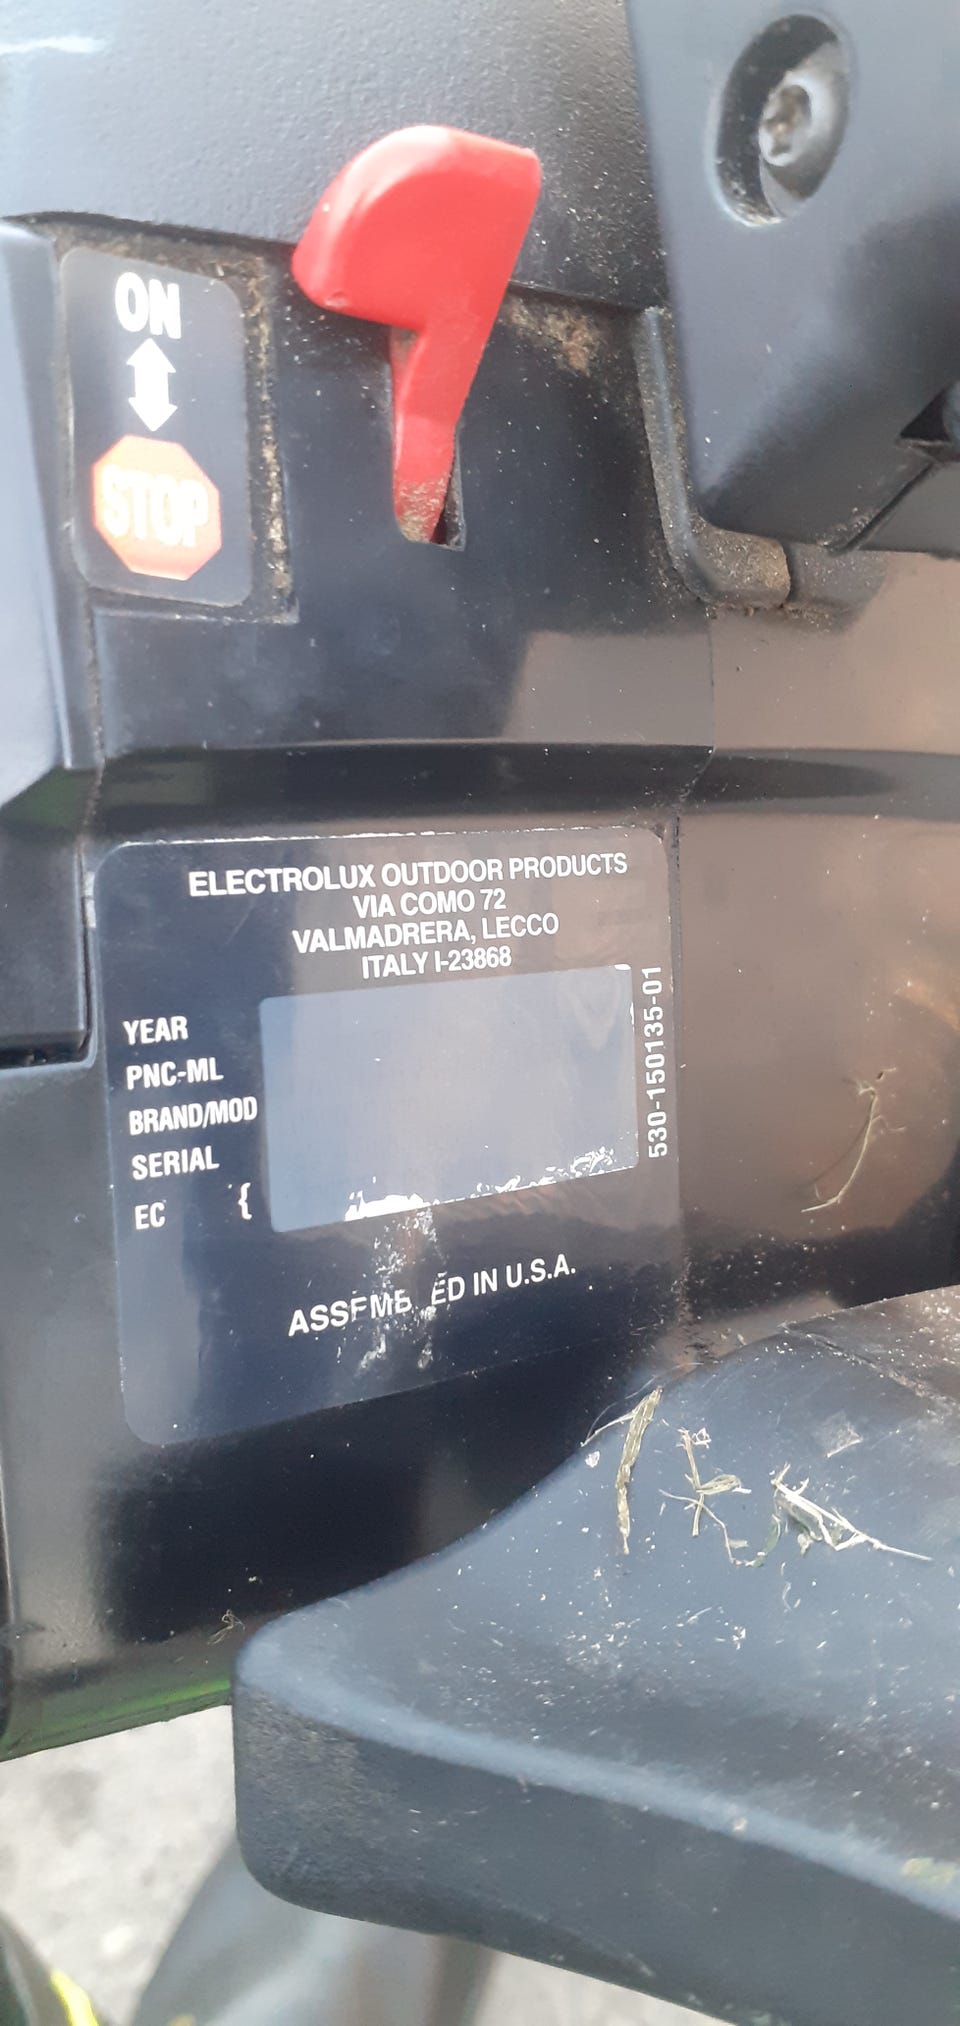 ON
STOP
ELECTROLUX OUTDOOR PRODUCTS
VIA COMO 72
VALMADRERA, LECCO
ITALY I-23868
YEAR
PNC-ML
BRAND/MOD
SERIAL
EC {
530-150135-01
ASSEMB ED IN U.S.A.